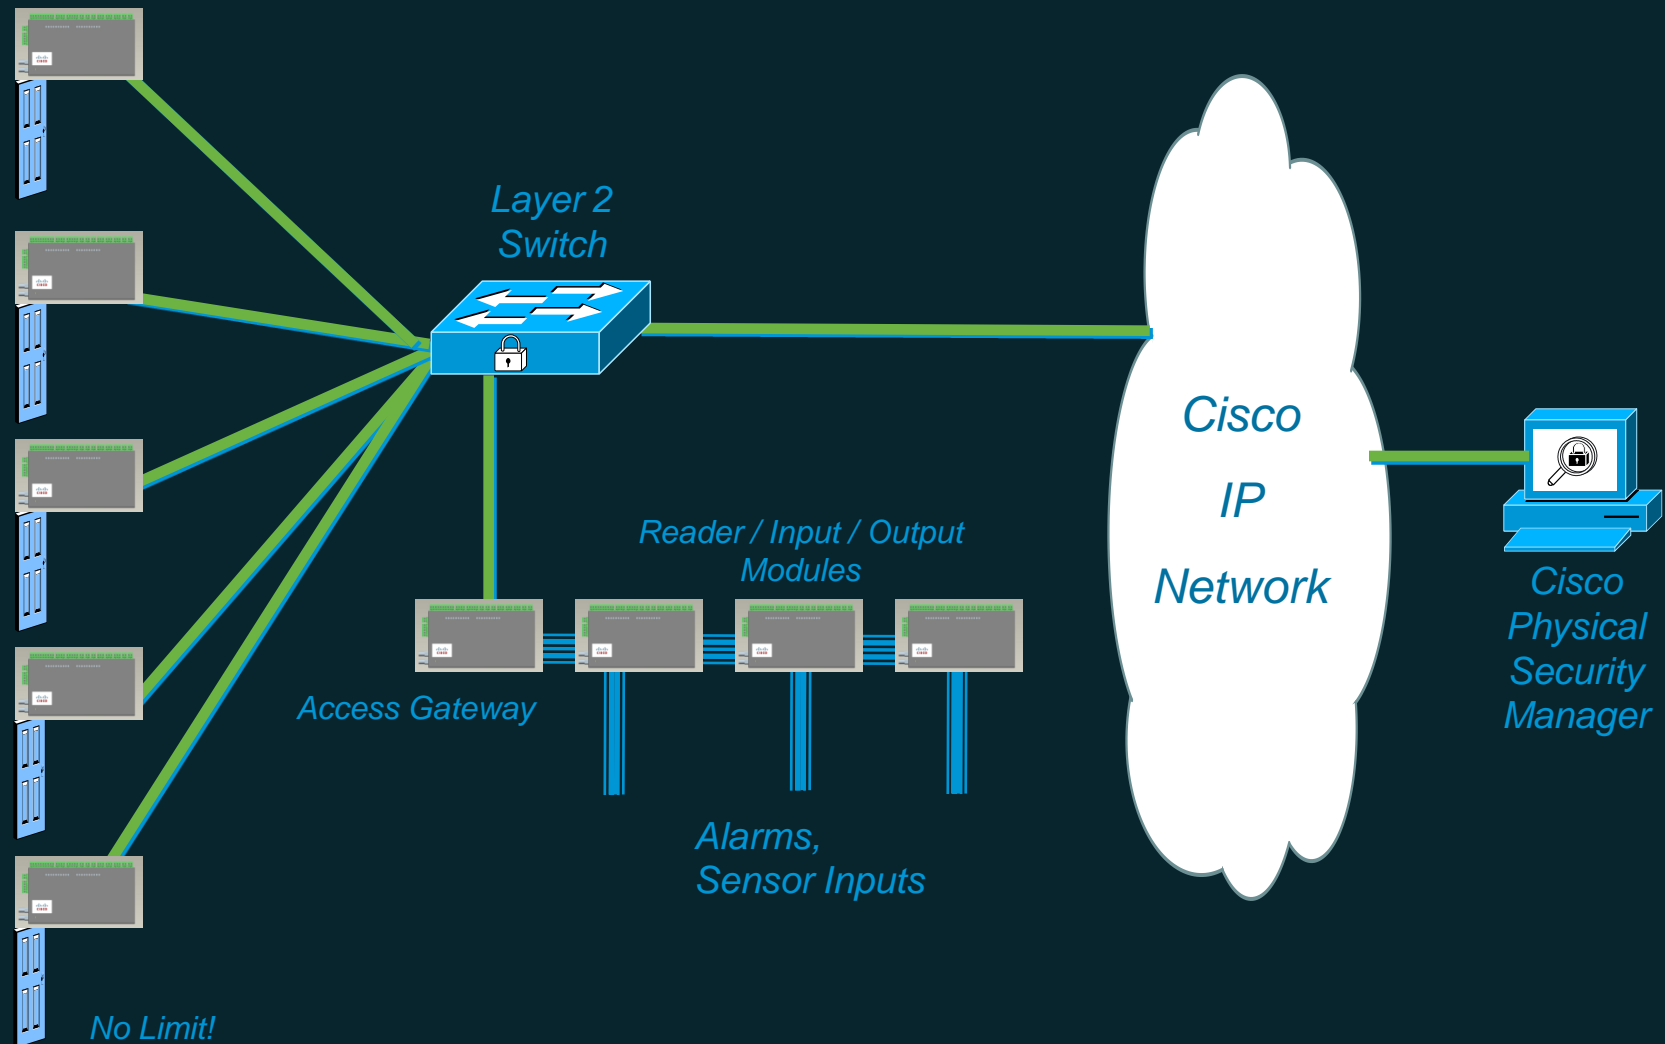 Layer 2
Switch
Cisco
IP
Network
Reader / Input / Output
Modules
Cisco
Physical
Security
Manager
Access Gateway
Alarms,
Sensor Inputs
No Limit!